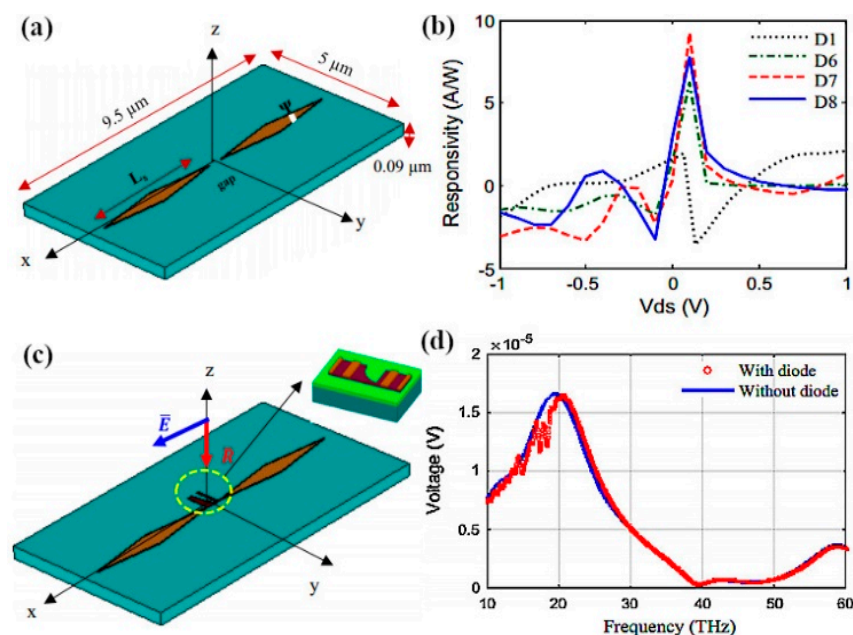 (a)
z
9.5 μm
5 μm
Ψ
0.09 μm
Ls
gap
x
y
(b)
Responsivity (A/W)
10
5
0
-5
D1
D6
D7
D8
-1
-0.5
0
0.5
1
Vds (V)
(c)
z
E
x
y
(d)
×10⁻⁵
Voltage (V)
2
1.5
1
0.5
0
With diode
Without diode
10
20
30
40
50
60
Frequency (THz)